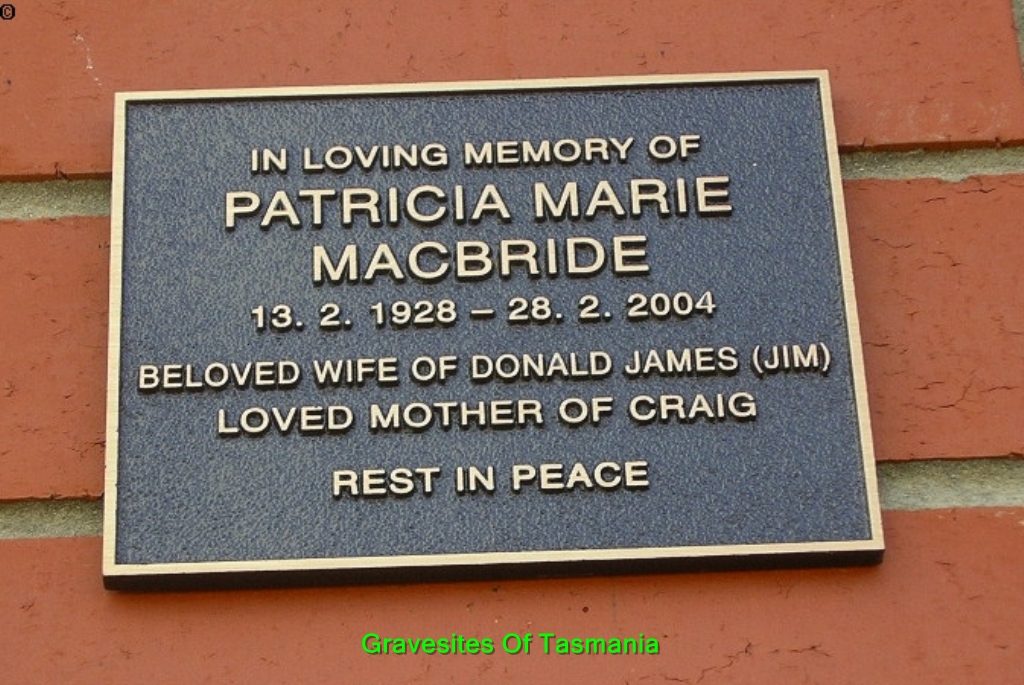 ©
IN LOVING MEMORY OF
PATRICIA MARIE
MACBRIDE
13. 2. 1928 – 28. 2. 2004
BELOVED WIFE OF DONALD JAMES (JIM)
LOVED MOTHER OF CRAIG
REST IN PEACE
Gravesites Of Tasmania